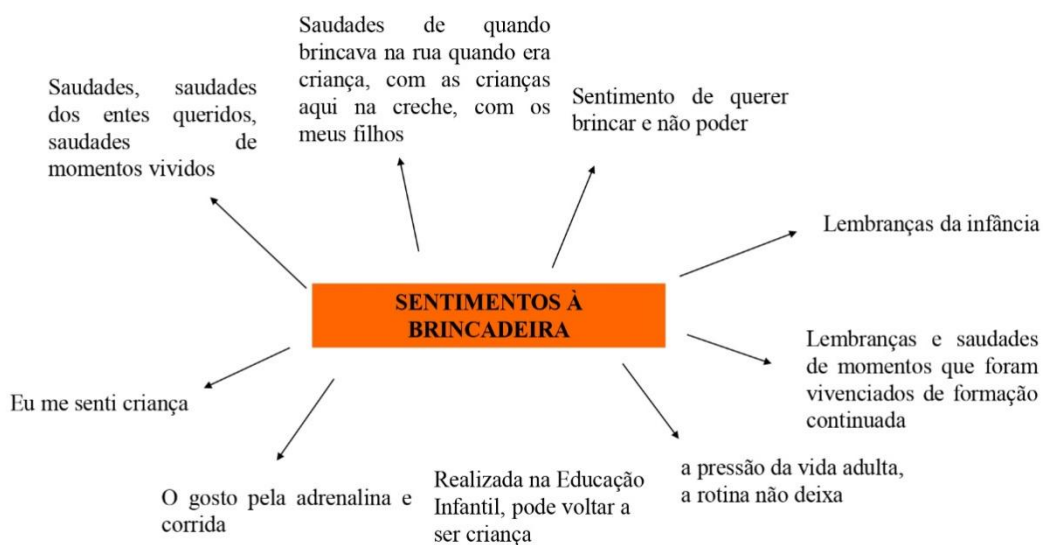 Saudades, saudades
dos entes queridos,
saudades de
momentos vividos
Saudades de quando
brincava na rua quando era
criança, com as crianças
aqui na creche, com os
meus filhos
Sentimento de querer
brincar e não poder
Lembranças da infância
SENTIMENTOS À
BRINCADEIRA
Lembranças e saudades
de momentos que foram
vivenciados de formação
continuada
Eu me senti criança
O gosto pela adrenalina e
corrida
Realizada na Educação
Infantil, pode voltar a
ser criança
a pressão da vida adulta,
a rotina não deixa